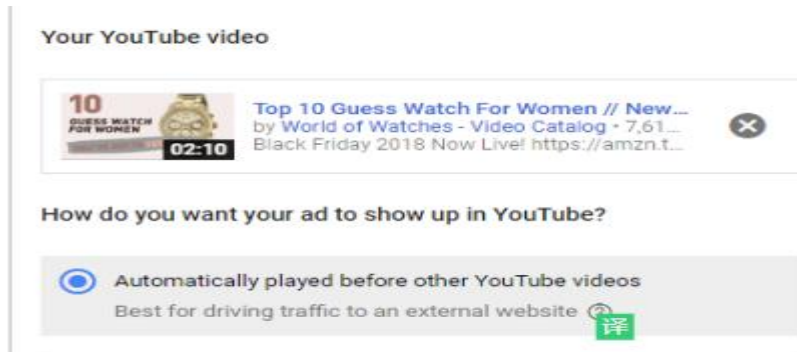 Your YouTube video
10
GUESS WATCH
FOR WOMEN
02:10
Top 10 Guess Watch For Women // New...
by World of Watches - Video Catalog • 7,61...
Black Friday 2018 Now Live! https://amzn.t...
How do you want your ad to show up in YouTube?
Automatically played before other YouTube videos
Best for driving traffic to an external website
译